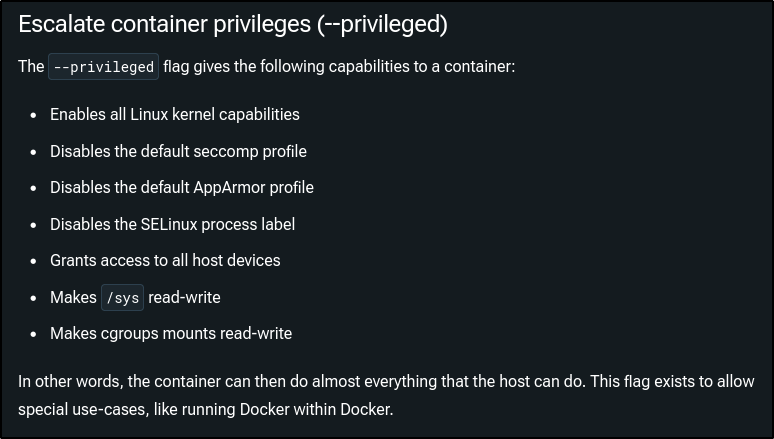 Escalate container privileges (--privileged)
The --privileged flag gives the following capabilities to a container:
• Enables all Linux kernel capabilities
• Disables the default seccomp profile
• Disables the default AppArmor profile
• Disables the SELinux process label
• Grants access to all host devices
• Makes /sys read-write
• Makes cgroups mounts read-write
In other words, the container can then do almost everything that the host can do. This flag exists to allow
special use-cases, like running Docker within Docker.